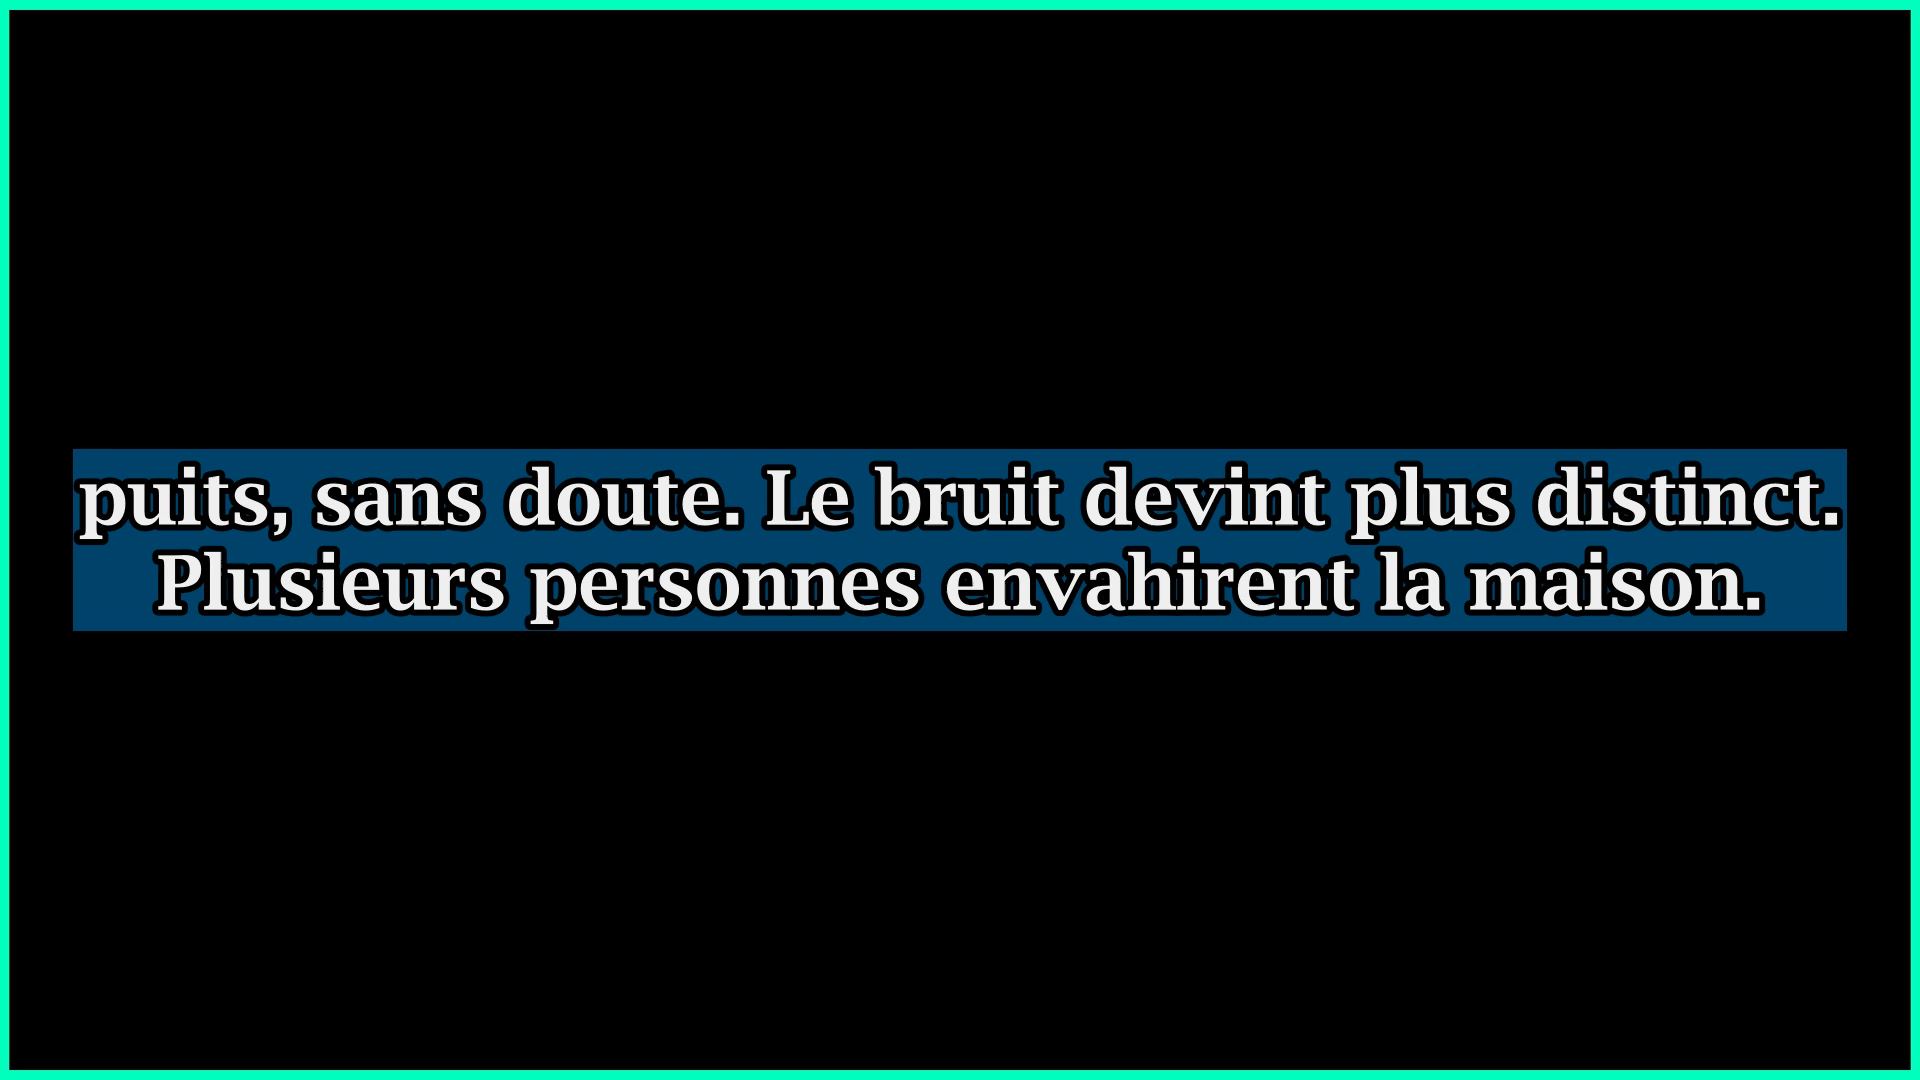 puits, sans doute. Le bruit devint plus distinct.
Plusieurs personnes envahirent la maison.